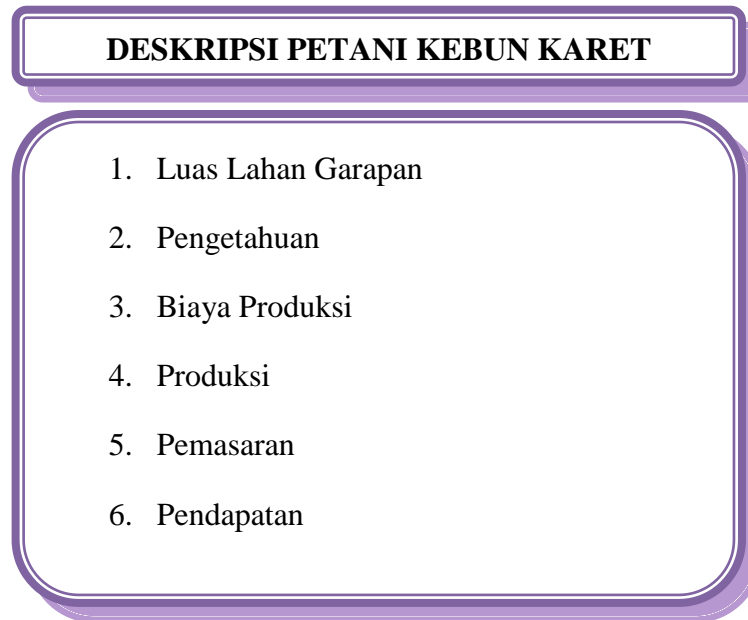 DESKRIPSI PETANI KEBUN KARET
1. Luas Lahan Garapan
2. Pengetahuan
3. Biaya Produksi
4. Produksi
5. Pemasaran
6. Pendapatan